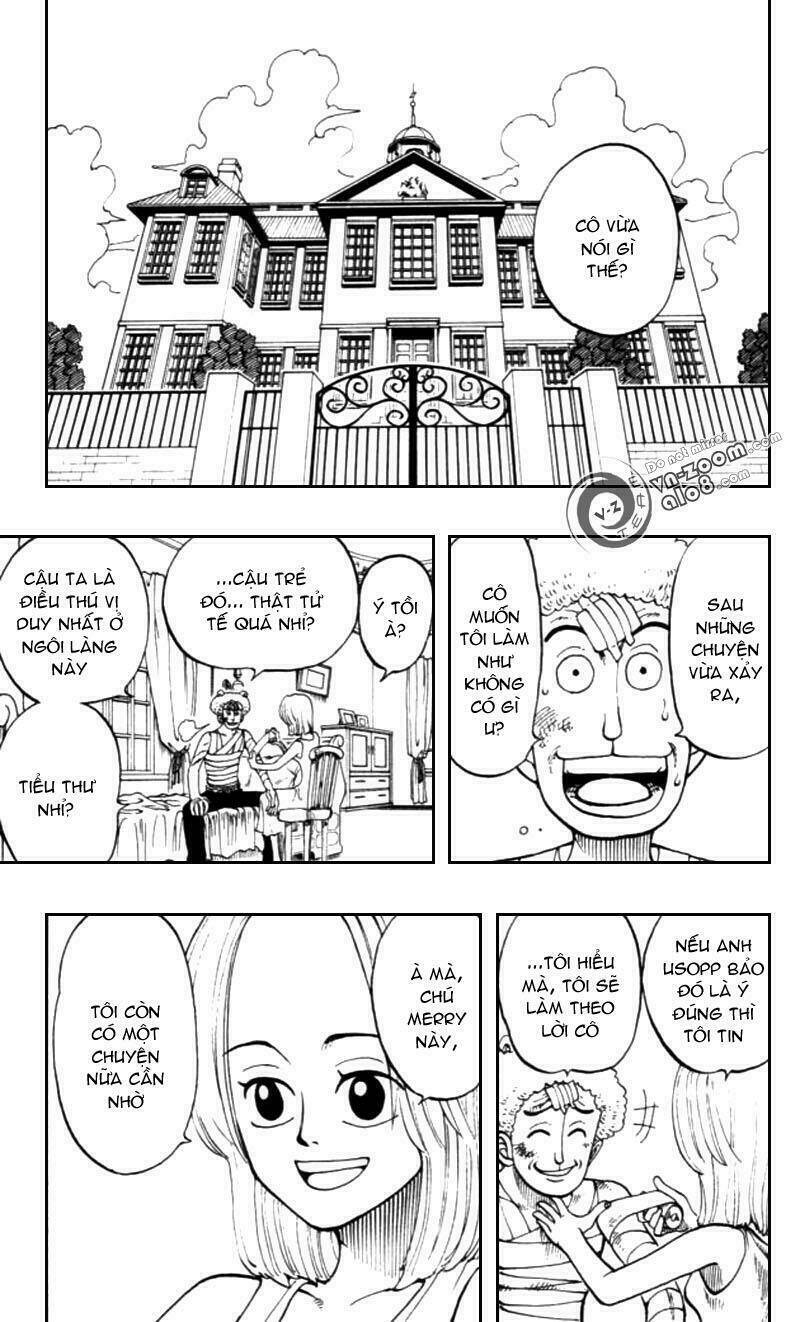 CÔ VỪA
NÓI GÌ
THẾ?
Do not mirror
vn-zoom.com
alo8.com
V-Z
TEAM
SAU
NHỮNG
CHUYỆN
VỪA XẢY
RA,
CÔ
MUỐN
TÔI LÀM
NHƯ
KHÔNG
CÓ GÌ
Ư?
Ý TỒI
À?
...CẬU TRẺ
ĐÓ... THẬT TỬ
TẾ QUÁ NHỈ?
CẬU TA LÀ
ĐIỀU THÚ VỊ
DUY NHẤT Ở
NGÔI LÀNG
NÀY
TIỂU THƯ
NHỈ?
NẾU ANH
USOPP BẢO
ĐÓ LÀ Ý
ĐÚNG THÌ
TÔI TIN
...TÔI HIỂU
MÀ, TÔI SẼ
LÀM THEO
LỜI CÔ
À MÀ,
CHÚ
MERRY
NÀY,
TÔI CÒN
CÓ MỘT
CHUYỆN
NỮA CẦN
NHỜ